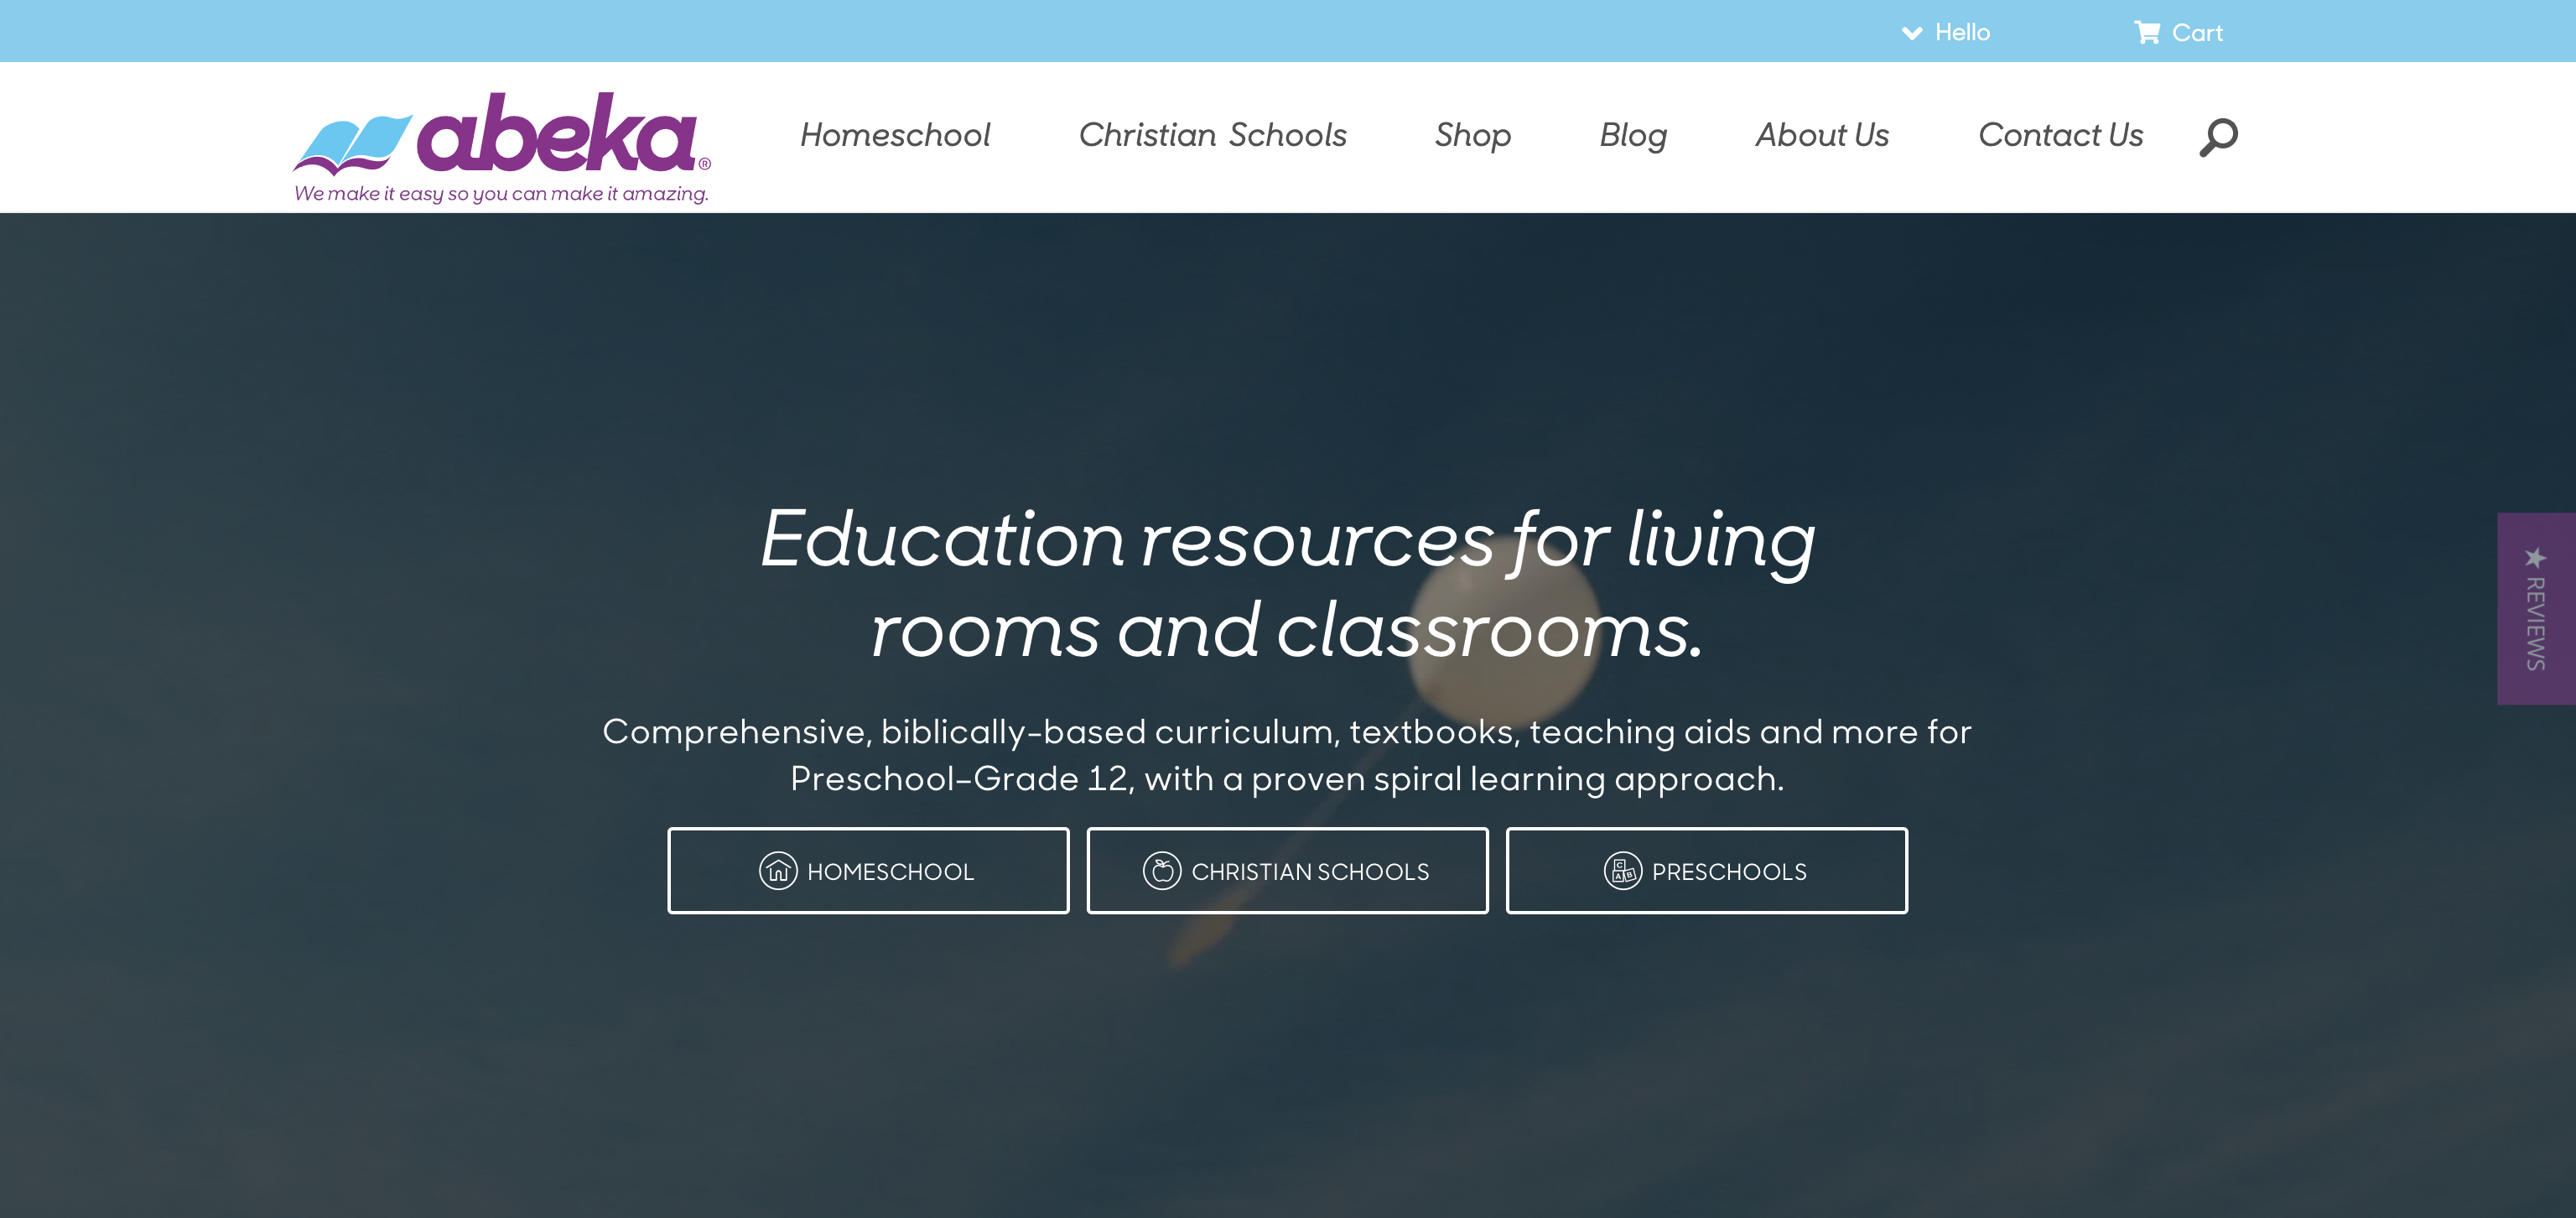 Hello
Cart
abeka®
We make it easy so you can make it amazing.
Homeschool
Christian Schools
Shop
Blog
About Us
Contact Us
Education resources for living
rooms and classrooms.
Comprehensive, biblically-based curriculum, textbooks, teaching aids and more for
Preschool–Grade 12, with a proven spiral learning approach.
HOMESCHOOL
CHRISTIAN SCHOOLS
C
A B
PRESCHOOLS
★ REVIEWS